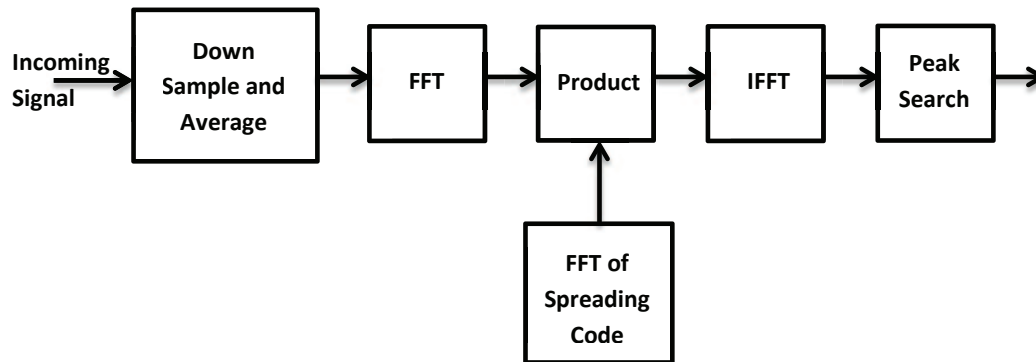 Incoming
Signal
Down
Sample and
Average
FFT
Product
IFFT
Peak
Search
FFT of
Spreading
Code